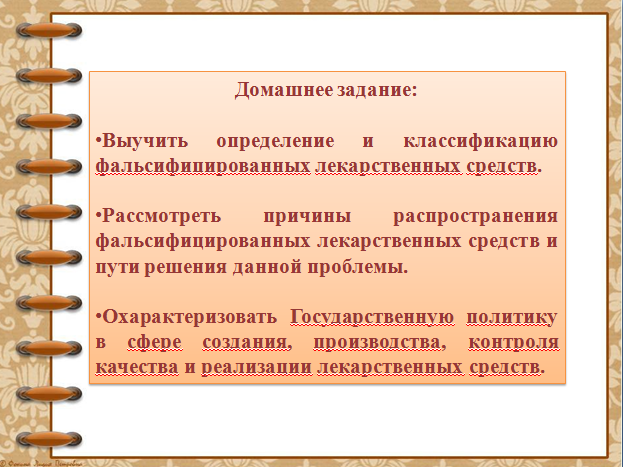 Домашнее задание:
•Выучить определение и классификацию
фальсифицированных лекарственных средств.
•Рассмотреть причины распространения
фальсифицированных лекарственных средств и
пути решения данной проблемы.
•Охарактеризовать Государственную политику
в сфере создания, производства, контроля
качества и реализации лекарственных средств.